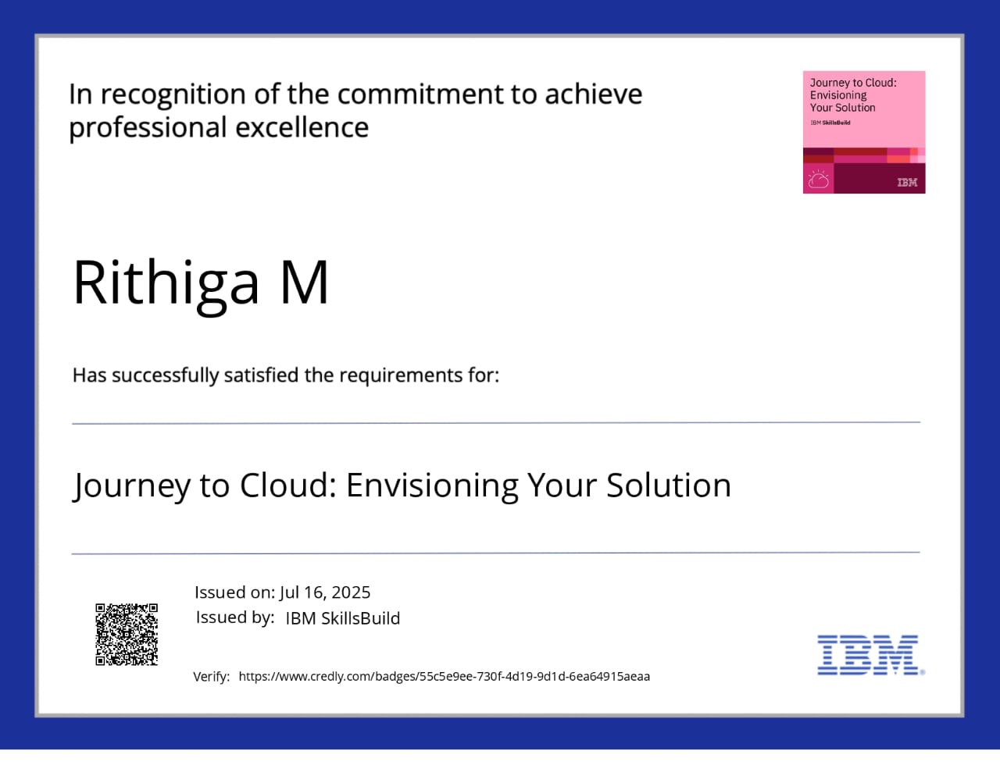 In recognition of the commitment to achieve
professional excellence
Journey to Cloud:
Envisioning
Your Solution
IBM SkillsBuild
IBM
Rithiga M
Has successfully satisfied the requirements for:
Journey to Cloud: Envisioning Your Solution
Issued on: Jul 16, 2025
Issued by: IBM SkillsBuild
IBM®
Verify: https://www.credly.com/badges/55c5e9ee-730f-4d19-9d1d-6ea64915aeaa